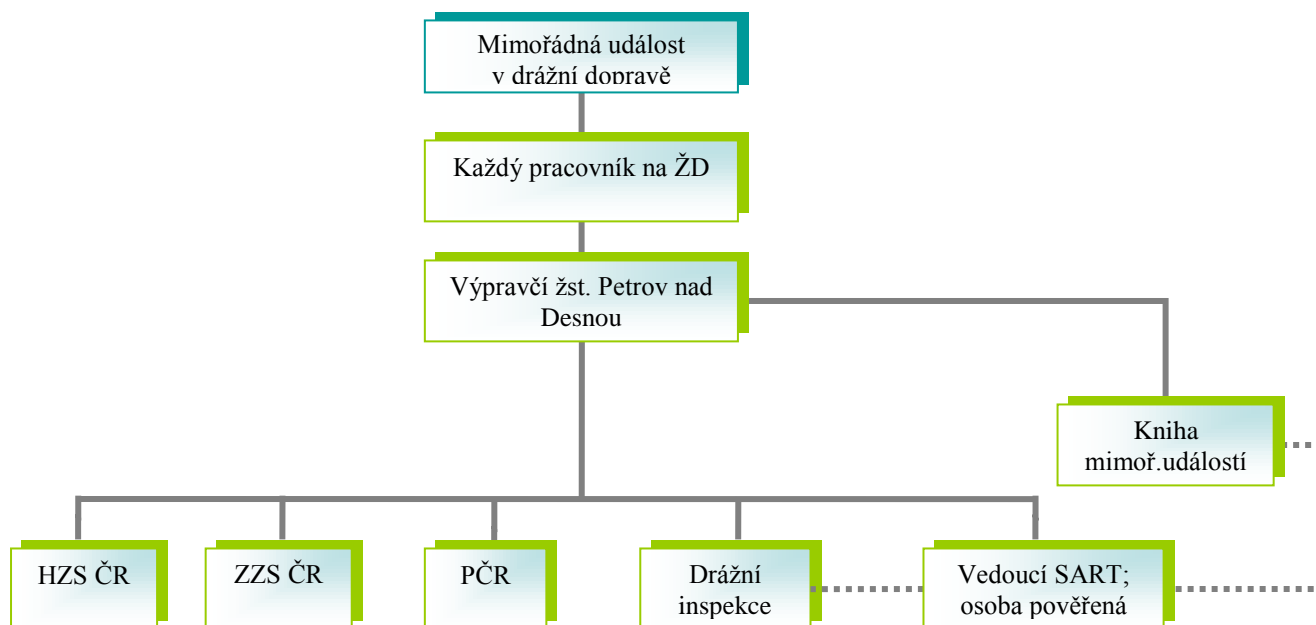 Mimořádná událost
v drážní dopravě
Každý pracovník na ŽD
Výpravčí žst. Petrov nad
Desnou
Kniha
mimoř.událostí
HZS ČR
ZZS ČR
PČR
Drážní
inspekce
Vedoucí SART;
osoba pověřená